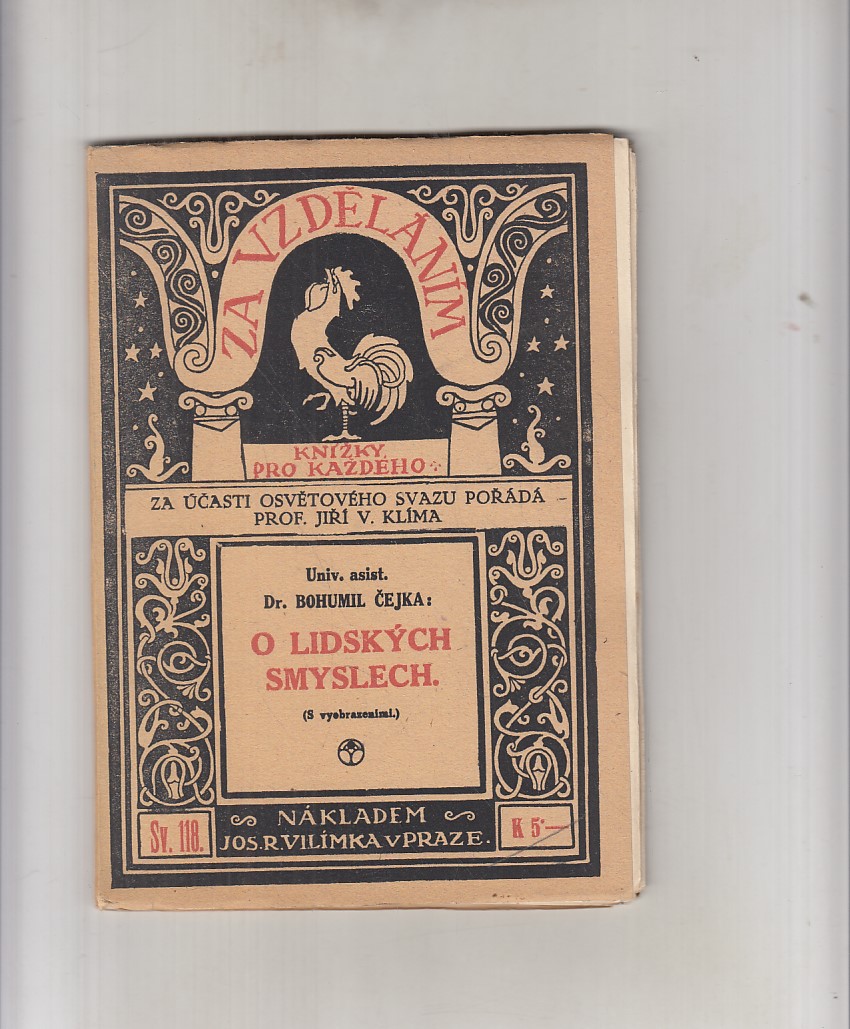 ZA VZDĚLÁNÍM
KNÍŽKY
PRO KAŽDÉHO
ZA ÚČASTI OSVĚTOVÉHO SVAZU POŘÁDÁ
PROF. JIŘÍ V. KLÍMA
Univ. asist.
Dr. BOHUMIL ČEJKA:
O LIDSKÝCH
SMYSLECH.
(S vyobrazeními.)
NÁKLADEM
JOS. R. VILÍMKA V PRAZE.
Sv. 118.
K 5·—